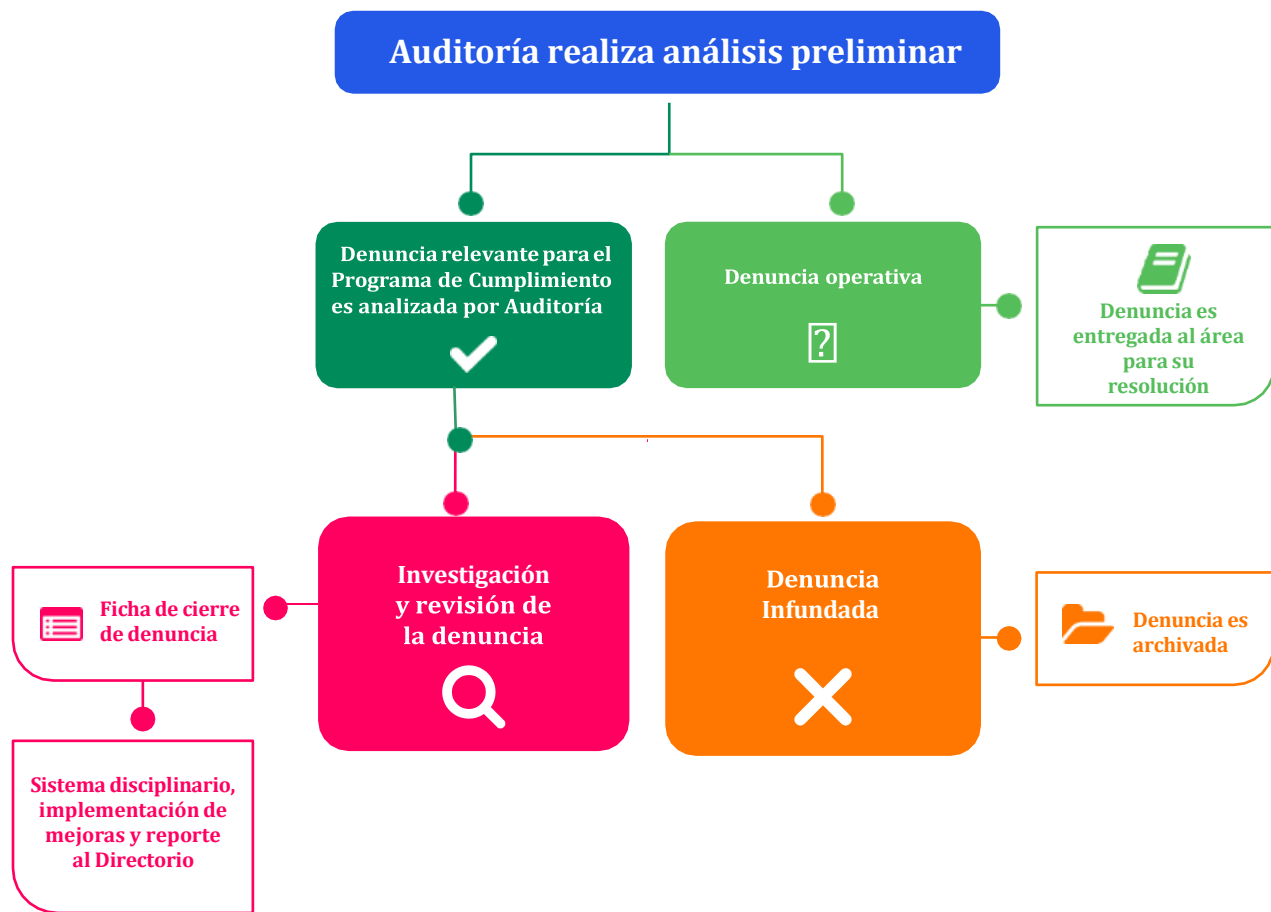 Auditoría realiza análisis preliminar
Denuncia relevante para el
Programa de Cumplimiento
es analizada por Auditoría
Denuncia operativa
?
Denuncia es
entregada al área
para su
resolución
Investigación
y revisión de
la denuncia
Denuncia
Infundada
Ficha de cierre
de denuncia
Denuncia es
archivada
Sistema disciplinario,
implementación de
mejoras y reporte
al Directorio